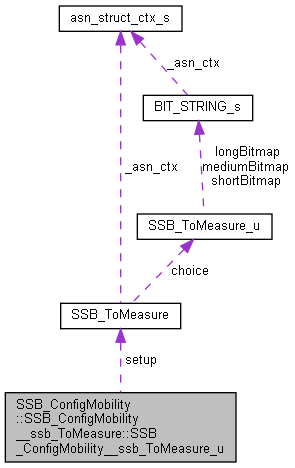 asn_struct_ctx_s
_asn_ctx
BIT_STRING_s
longBitmap
mediumBitmap
shortBitmap
_asn_ctx
SSB_ToMeasure_u
choice
SSB_ToMeasure
setup
SSB_ConfigMobility
::SSB_ConfigMobility
__ssb_ToMeasure::SSB
_ConfigMobility__ssb_ToMeasure_u